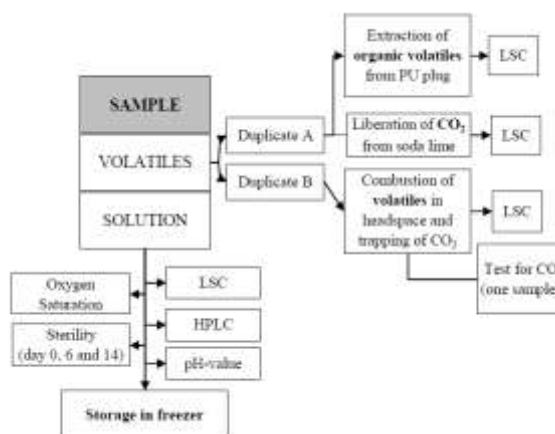 Extraction of
organic volatiles
from PU plug
LSC
SAMPLE
VOLATILES
SOLUTION
Duplicate A
Duplicate B
Liberation of CO2
from soda lime
LSC
Combustion of
volatiles in
headspace and
trapping of CO2
LSC
Test for CO
(one sample
Oxygen
Saturation
Sterility
(day 0, 6 and 14)
LSC
HPLC
pH-value
Storage in freezer